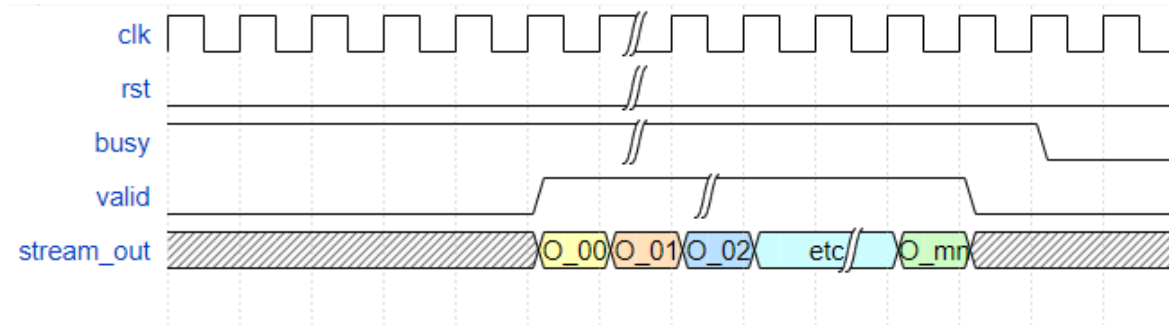 clk
rst
busy
valid
stream_out O_00 O_01 O_02 etc O_mn